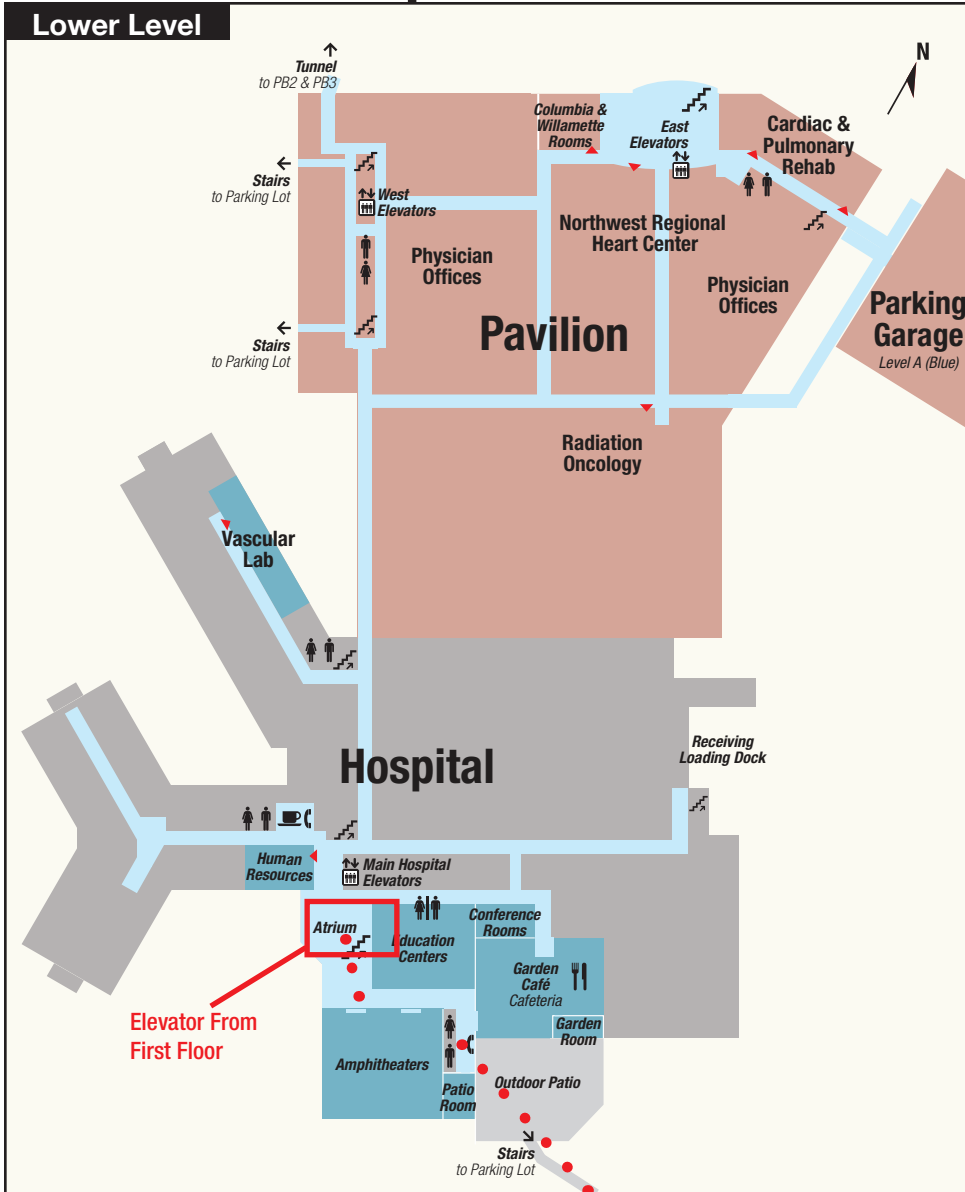 Lower Level
Tunnel
to PB2 & PB3
N
Columbia &
Willamette
Rooms
East
Elevators
Cardiac &
Pulmonary
Rehab
Stairs
to Parking Lot
West
Elevators
Northwest Regional
Heart Center
Physician
Offices
Physician
Offices
Pavilion
Parking
Garage
Level A (Blue)
Stairs
to Parking Lot
Radiation
Oncology
Vascular
Lab
Hospital
Receiving
Loading Dock
Human
Resources
Main Hospital
Elevators
Atrium
Education
Centers
Conference
Rooms
Garden
Café
Cafeteria
Garden
Room
Elevator From
First Floor
Amphitheaters
Patio
Room
Outdoor Patio
Stairs
to Parking Lot